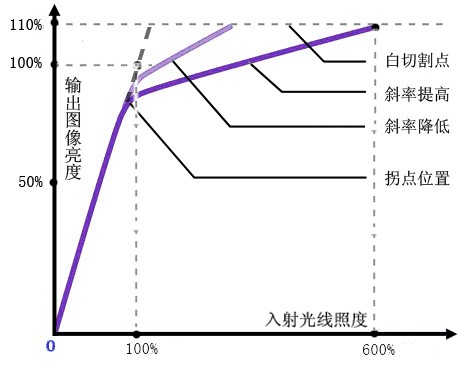 110%
100%
50%
输出图像亮度
白切割点
斜率提高
斜率降低
拐点位置
入射光线照度
0
100%
600%